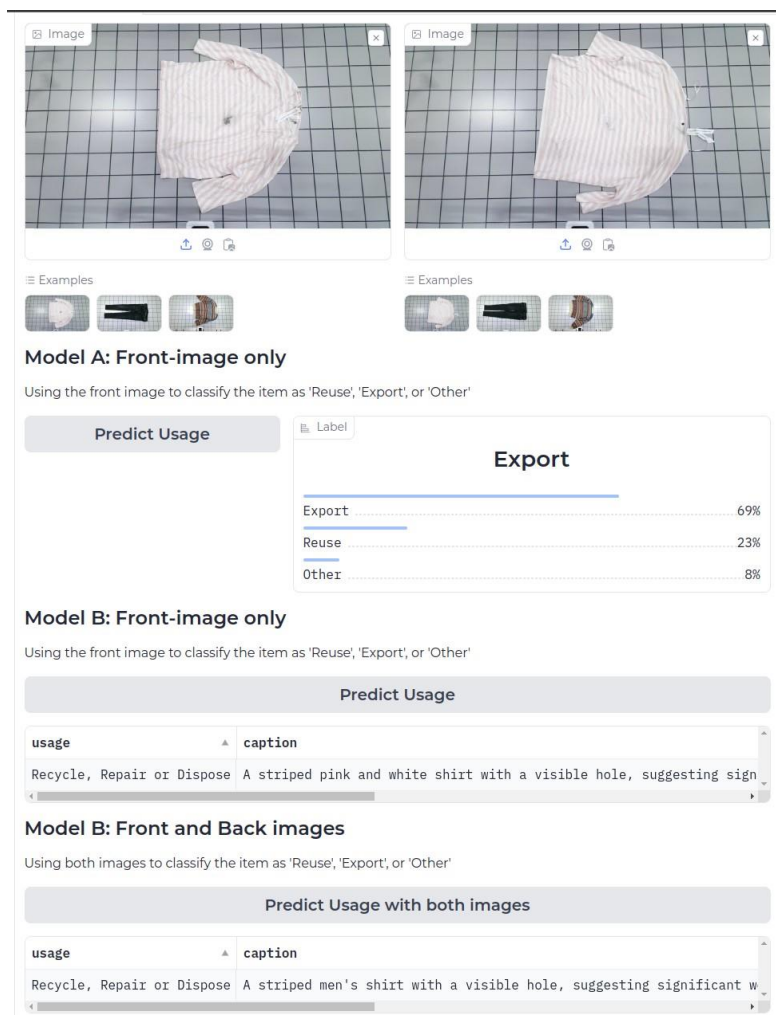 Image
Image
Examples
Examples
Model A: Front-image only
Using the front image to classify the item as 'Reuse', 'Export', or 'Other'
Predict Usage
Label
Export
Export 69%
Reuse 23%
Other 8%
Model B: Front-image only
Using the front image to classify the item as 'Reuse', 'Export', or 'Other'
Predict Usage
usage caption
Recycle, Repair or Dispose A striped pink and white shirt with a visible hole, suggesting sign
Model B: Front and Back images
Using both images to classify the item as 'Reuse', 'Export', or 'Other'
Predict Usage with both images
usage caption
Recycle, Repair or Dispose A striped men's shirt with a visible hole, suggesting significant w